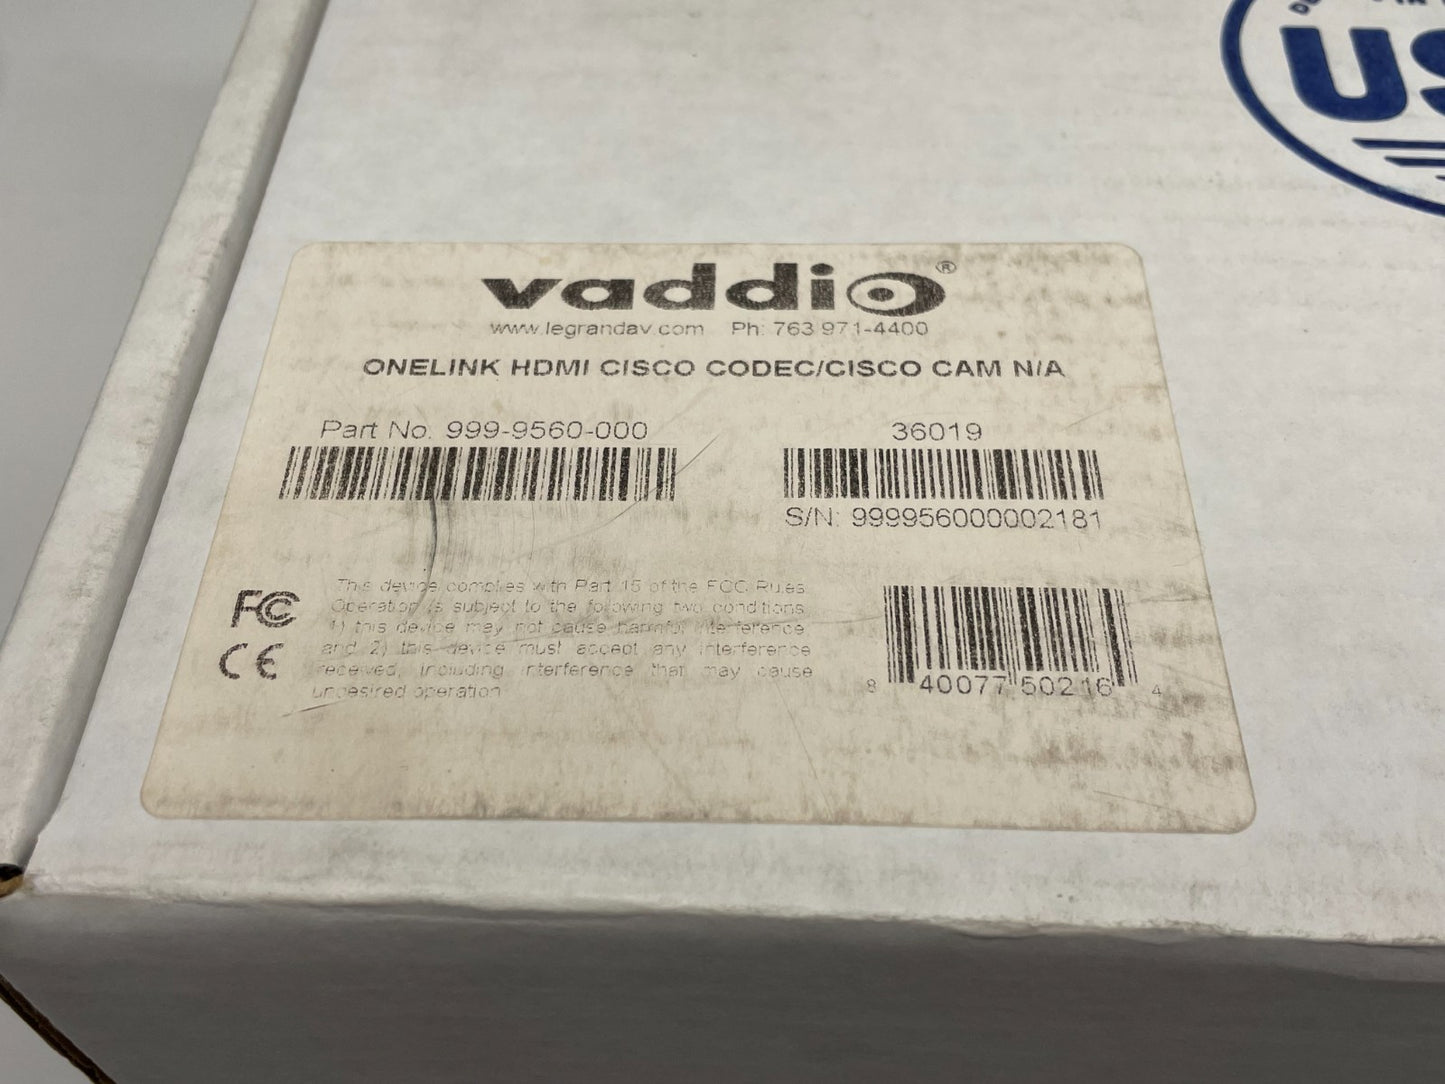 US
vaddio®
www.legrandav.com Ph: 763 971-4400
ONELINK HDMI CISCO CODEC/CISCO CAM N/A
Part No. 999-9560-000
36019
S/N: 999956000002181
FC CE
This device complies with Part 15 of the FCC Rules
Operation is subject to the following two conditions
1) this device may not cause harmful interference
and 2) this device must accept any interference
received, including interference that may cause
undesired operation
8 40077 50216 4